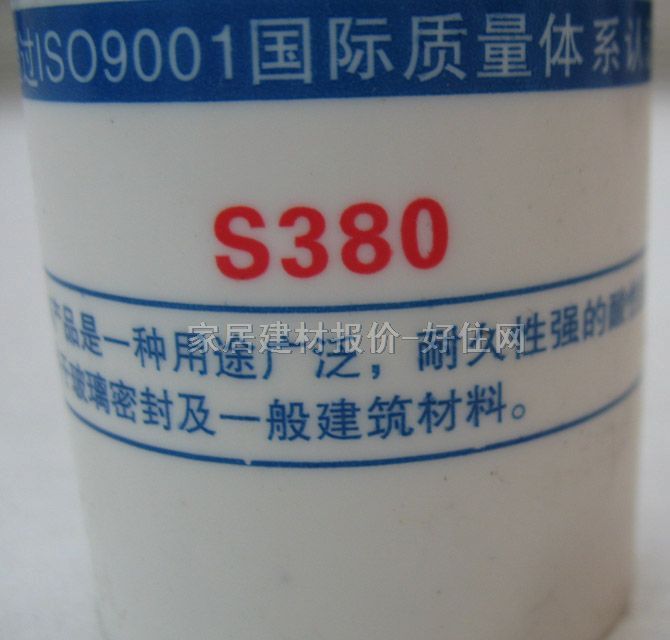 过ISO9001国际质量体系认
S380
产品是一种用途广泛，耐久性强的酸性
于玻璃密封及一般建筑材料。
家居建材报价-好住网